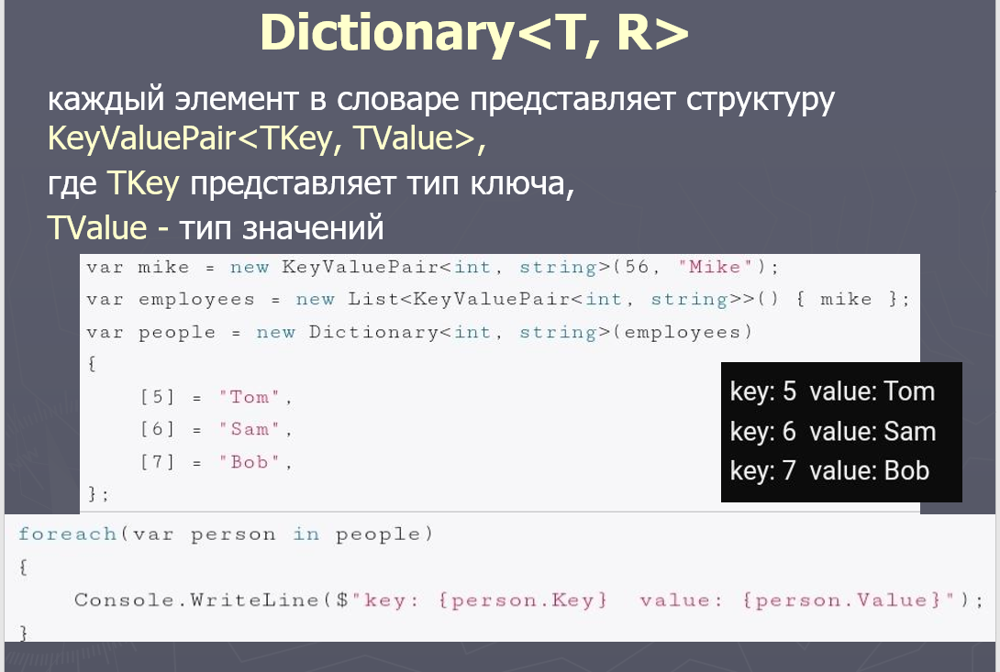 Dictionary<T, R>
каждый элемент в словаре представляет структуру
KeyValuePair<TKey, TValue>,
где TKey представляет тип ключа,
TValue - тип значений
var mike = new KeyValuePair<int, string>(56, "Mike");
var employees = new List<KeyValuePair<int, string>>() { mike };
var people = new Dictionary<int, string>(employees)
{
    [5] = "Tom",
    [6] = "Sam",
    [7] = "Bob",
};
key: 5  value: Tom
key: 6  value: Sam
key: 7  value: Bob
foreach(var person in people)
{
    Console.WriteLine($"key: {person.Key}  value: {person.Value}");
}